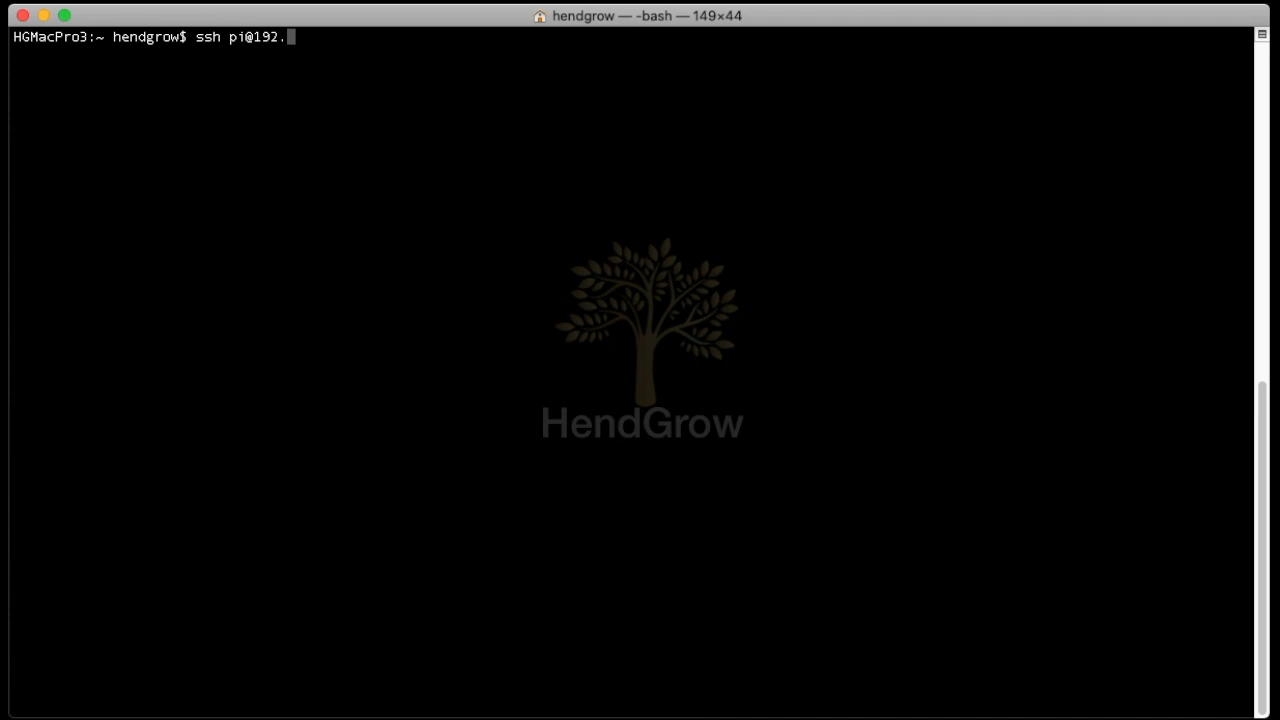 hendgrow — -bash — 149×44
HGMacPro3:~ hendgrow$ ssh pi@192.
HendGrow